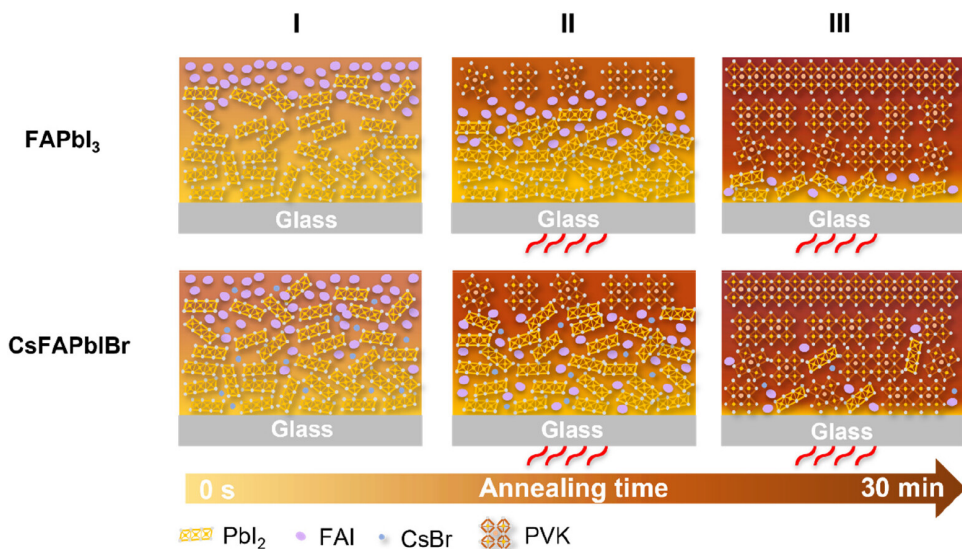 I II III
FAPbI₃
Glass Glass Glass
CsFAPbIBr
Glass Glass Glass
0 s Annealing time 30 min
PbI₂ FAI CsBr PVK